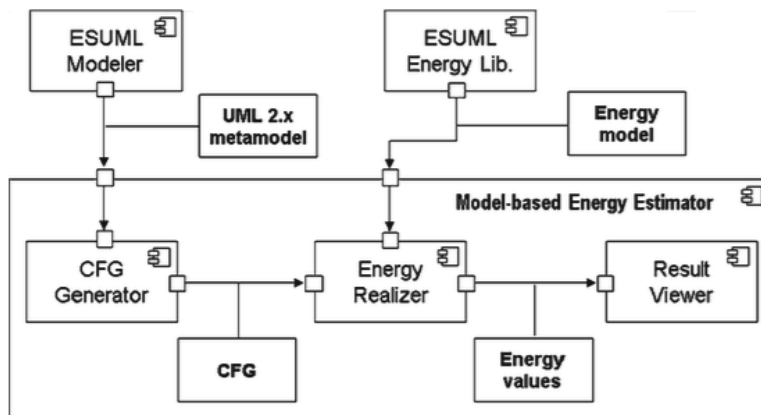 ESUML
Modeler
ESUML
Energy Lib.
UML 2.x
metamodel
Energy
model
Model-based Energy Estimator
CFG
Generator
Energy
Realizer
Result
Viewer
CFG
Energy
values